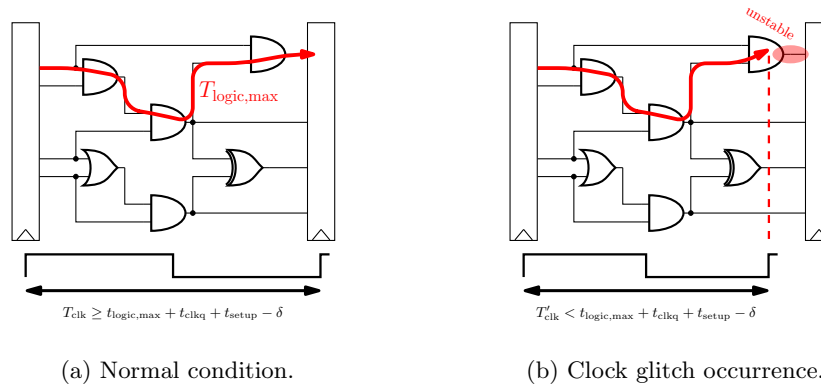 unstable
T_logic,max
T_clk ≥ t_logic,max + t_clkq + t_setup − δ
T′_clk < t_logic,max + t_clkq + t_setup − δ
(a) Normal condition.
(b) Clock glitch occurrence.